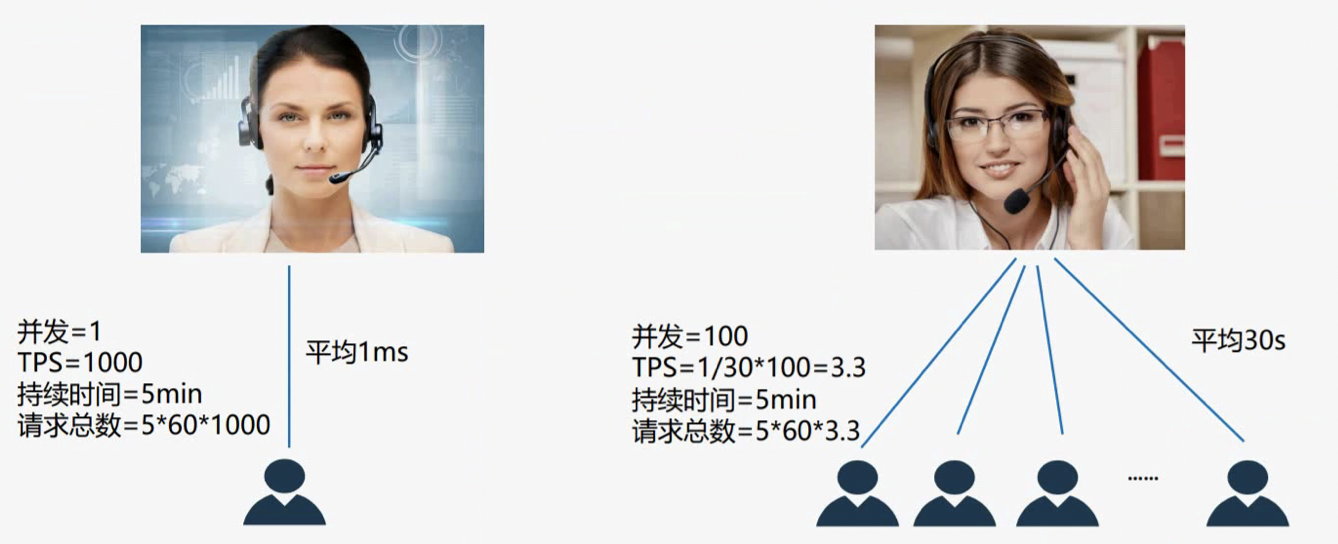 并发=1
TPS=1000
持续时间=5min
请求总数=5*60*1000
平均1ms
并发=100
TPS=1/30*100=3.3
持续时间=5min
请求总数=5*60*3.3
平均30s
......